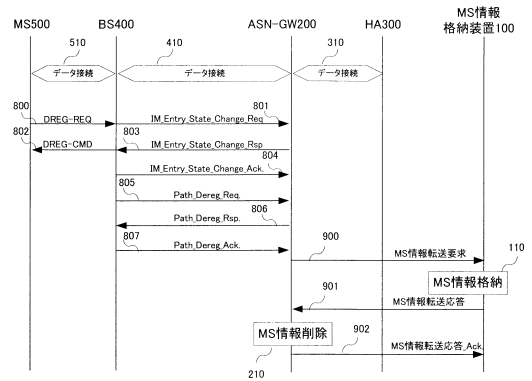 MS500
BS400
ASN-GW200
HA300
MS情報
格納装置100
510
410
310
データ接続
データ接続
データ接続
800
DREG-REQ
IM_Entry_State_Change_Req
801
802
DREG-CMD
803
IM_Entry_State_Change_Rsp
IM_Entry_State_Change_Ack.
804
805
Path_Dereg_Req.
Path_Dereg_Rsp.
806
807
Path_Dereg_Ack.
900
MS情報転送要求
110
MS情報格納
901
MS情報転送応答
MS情報削除
902
MS情報転送応答_Ack.
210